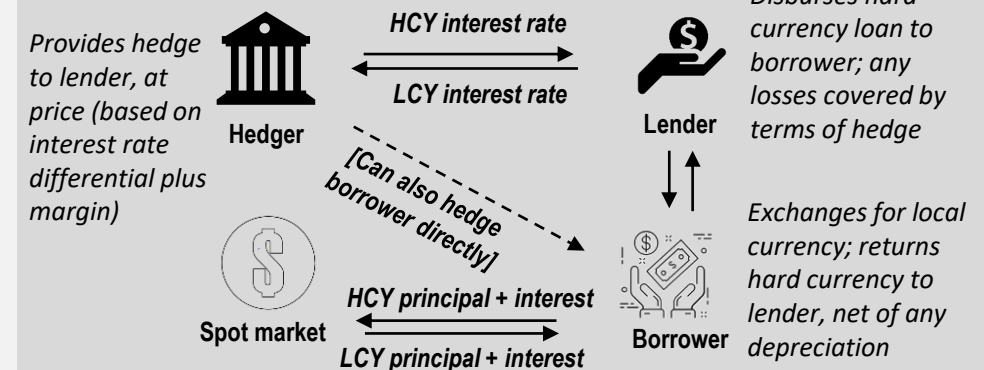 Provides hedge
to lender, at
price (based on
interest rate
differential plus
margin)
Hedger
HCY interest rate
LCY interest rate
Lender
Disburses hard
currency loan to
borrower; any
losses covered by
terms of hedge
[Can also hedge
borrower directly]
Spot market
HCY principal + interest
LCY principal + interest
Borrower
Exchanges for local
currency; returns
hard currency to
lender, net of any
depreciation